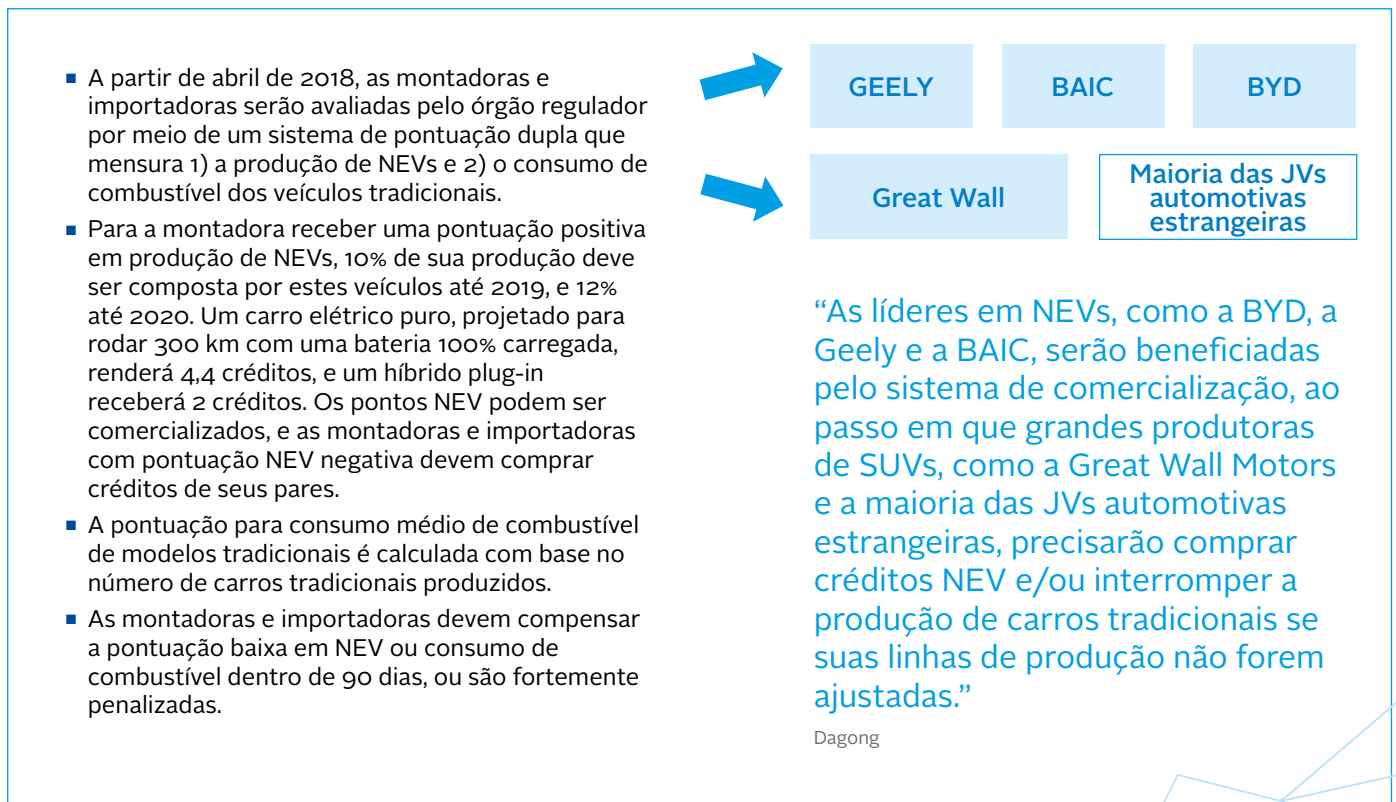 ■ A partir de abril de 2018, as montadoras e
importadoras serão avaliadas pelo órgão regulador
por meio de um sistema de pontuação dupla que
mensura 1) a produção de NEVs e 2) o consumo de
combustível dos veículos tradicionais.
■ Para a montadora receber uma pontuação positiva
em produção de NEVs, 10% de sua produção deve
ser composta por estes veículos até 2019, e 12%
até 2020. Um carro elétrico puro, projetado para
rodar 300 km com uma bateria 100% carregada,
renderá 4,4 créditos, e um híbrido plug-in
receberá 2 créditos. Os pontos NEV podem ser
comercializados, e as montadoras e importadoras
com pontuação NEV negativa devem comprar
créditos de seus pares.
■ A pontuação para consumo médio de combustível
de modelos tradicionais é calculada com base no
número de carros tradicionais produzidos.
■ As montadoras e importadoras devem compensar
a pontuação baixa em NEV ou consumo de
combustível dentro de 90 dias, ou são fortemente
penalizadas.
GEELY
BAIC
BYD
Great Wall
Maioria das JVs
automotivas
estrangeiras
“As líderes em NEVs, como a BYD, a
Geely e a BAIC, serão beneficiadas
pelo sistema de comercialização, ao
passo em que grandes produtoras
de SUVs, como a Great Wall Motors
e a maioria das JVs automotivas
estrangeiras, precisarão comprar
créditos NEV e/ou interromper a
produção de carros tradicionais se
suas linhas de produção não forem
ajustadas.”
Dagong